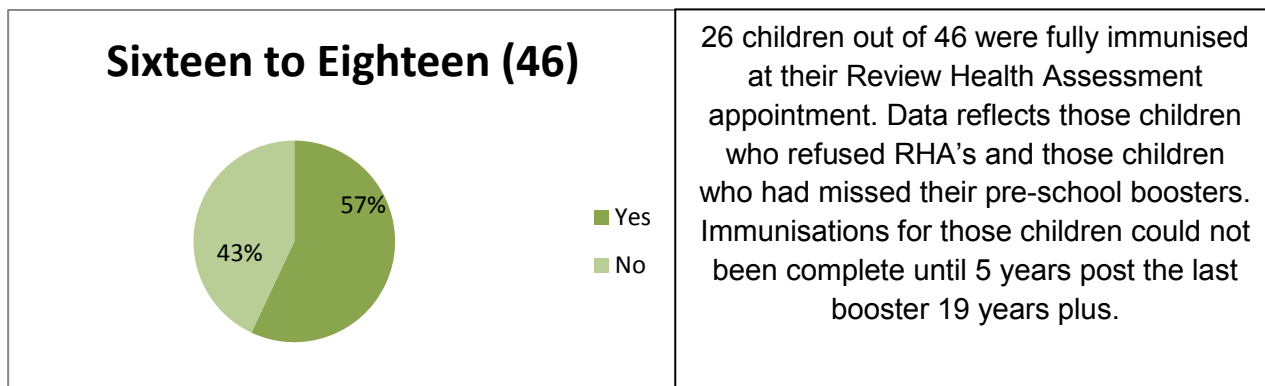 Sixteen to Eighteen (46)
57%
43%
Yes
No
26 children out of 46 were fully immunised
at their Review Health Assessment
appointment. Data reflects those children
who refused RHA's and those children
who had missed their pre-school boosters.
Immunisations for those children could not
been complete until 5 years post the last
booster 19 years plus.